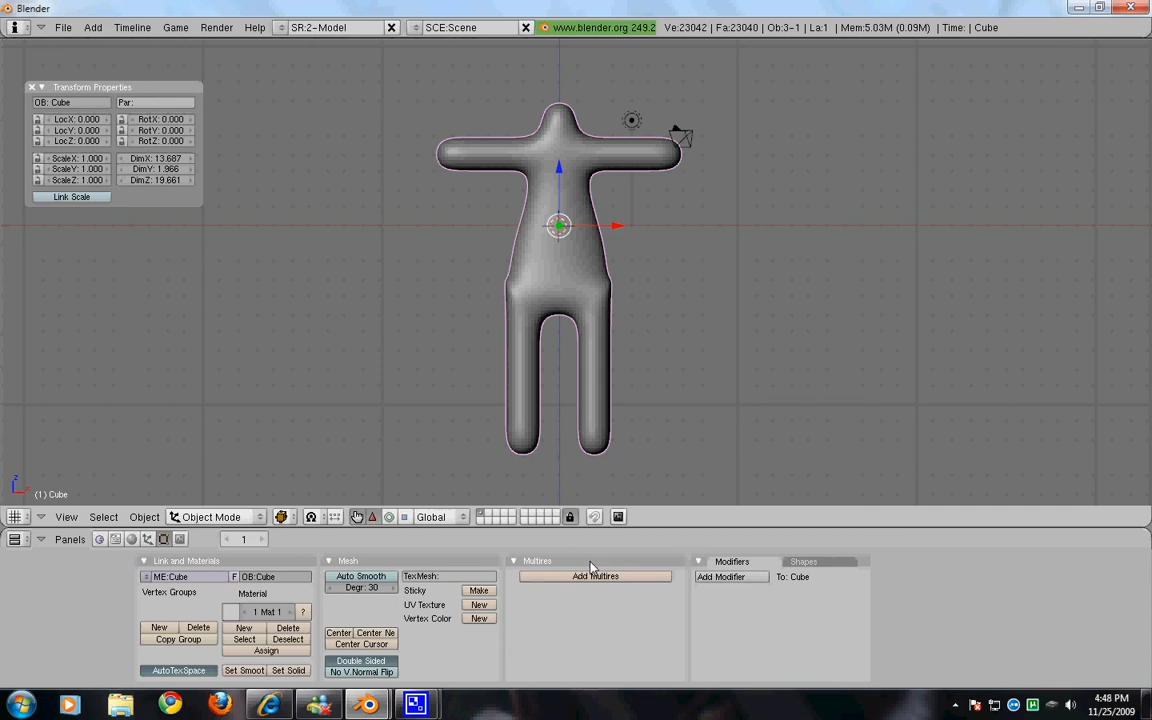 Blender
File Add Timeline Game Render Help SR:2-Model SCE:Scene www.blender.org 249.2 Ve:23042 | Fa:23040 | Ob:3-1 | La:1 | Mem:5.03M (0.09M) | Time: | Cube
Transform Properties
OB: Cube Par:
LocX: 0.000 RotX: 0.000
LocY: 0.000 RotY: 0.000
LocZ: 0.000 RotZ: 0.000
ScaleX: 1.000 DimX: 13.687
ScaleY: 1.000 DimY: 1.966
ScaleZ: 1.000 DimZ: 19.661
Link Scale
z
x
(1) Cube
View Select Object Object Mode Global
Panels 1
Link and Materials
ME:Cube F OB:Cube
Vertex Groups Material
1 Mat 1 ?
New Delete New Delete
Copy Group Select Deselect
Assign
AutoTexSpace Set Smoot Set Solid
Mesh
Auto Smooth TexMesh:
Degr: 30 Sticky Make
UV Texture New
Vertex Color New
Center Center Ne
Center Cursor
Double Sided
No V.Normal Flip
Multires
Add Multires
Modifiers Shapes
Add Modifier To: Cube
4:48 PM
11/25/2009